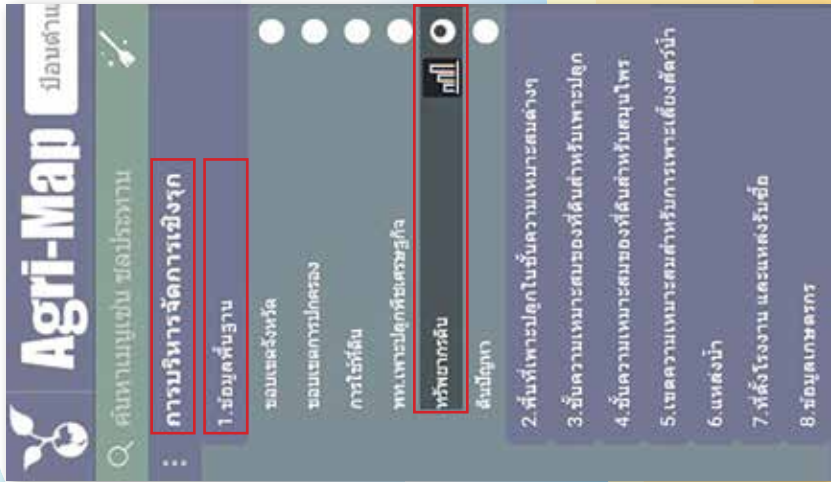 Agri-Map
ป้อนตำแ
ค้นหาเมนูเช่น ชลประทาน
การบริหารจัดการเชิงรุก
1.ข้อมูลพื้นฐาน
ขอบเขตจังหวัด
ขอบเขตการปกครอง
การใช้ที่ดิน
พท.เพาะปลูกพืชเศรษฐกิจ
ทรัพยากรดิน
ดินปัญหา
2.พื้นที่เพาะปลูกในชั้นความเหมาะสมต่างๆ
3.ชั้นความเหมาะสมของที่ดินสำหรับเพาะปลูก
4.ชั้นความเหมาะสมของที่ดินสำหรับสมุนไพร
5.เขตความเหมาะสมสำหรับการเพาะเลี้ยงสัตว์น้ำ
6.แหล่งน้ำ
7.ที่ตั้งโรงงาน และแหล่งรับซื้อ
8.ข้อมูลเกษตรกร